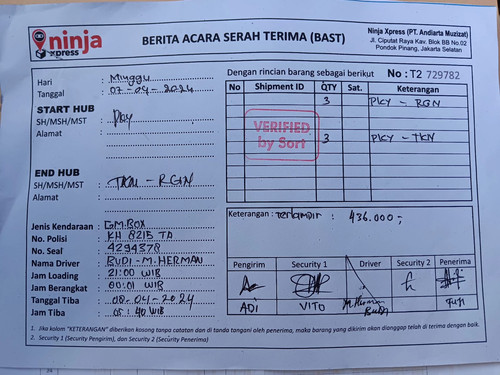 ninja
xpress
BERITA ACARA SERAH TERIMA (BAST)
Ninja Xpress (PT. Andiarta Muzizat)
Jl. Ciputat Raya Kav. Blok BB No.02
Pondok Pinang, Jakarta Selatan
Hari : Minggu
Tanggal : 07-04-2024
START HUB
SH/MSH/MST : PKY
Alamat :
END HUB
SH/MSH/MST : TKN - RGN
Alamat :
Jenis Kendaraan : GM.BOX
No. Polisi : KH 8215 TA
No. Seal : 4294378
Nama Driver : BUDI - M.HERMAN
Jam Loading : 21:00 WIB
Jam Berangkat : 00:01 WIB
Tanggal Tiba : 08-04-2024
Jam Tiba : 05:40 WIB
Dengan rincian barang sebagai berikut
No : T2 729782
No Shipment ID QTY Sat. Keterangan
3 PKY - RGN
3 PKY - TKN
VERIFIED
by Sort
Keterangan : terlampir : 436.000;
Pengirim Security 1 Driver Security 2 Penerima
ADI VITO M.Herman
Budi
1. Jika kolom "KETERANGAN" diberikan kosong tanpa catatan dan di tanda tangani oleh penerima, maka barang yang dikirim akan dianggap telah di terima dengan baik.
2. Security 1 (Security Pengirim), dan Security 2 (Security Penerima)